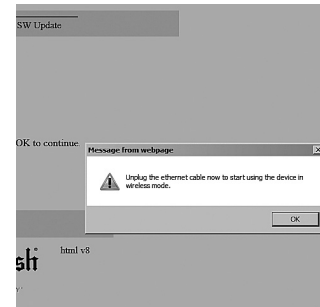 SW Update
OK to continue.
Message from webpage
Unplug the ethernet cable now to start using the device in
wireless mode.
OK
html v8